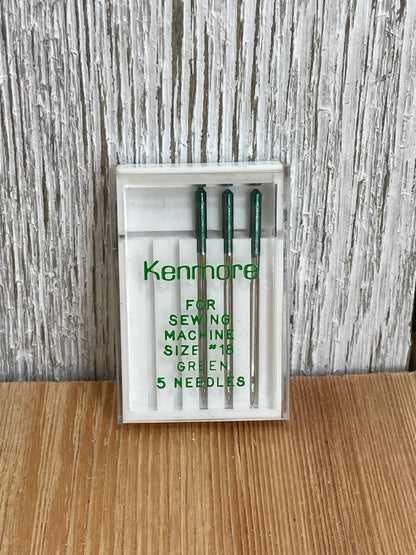 Kenmore
FOR
SEWING
MACHINE
SIZE #18
GREEN
5 NEEDLES